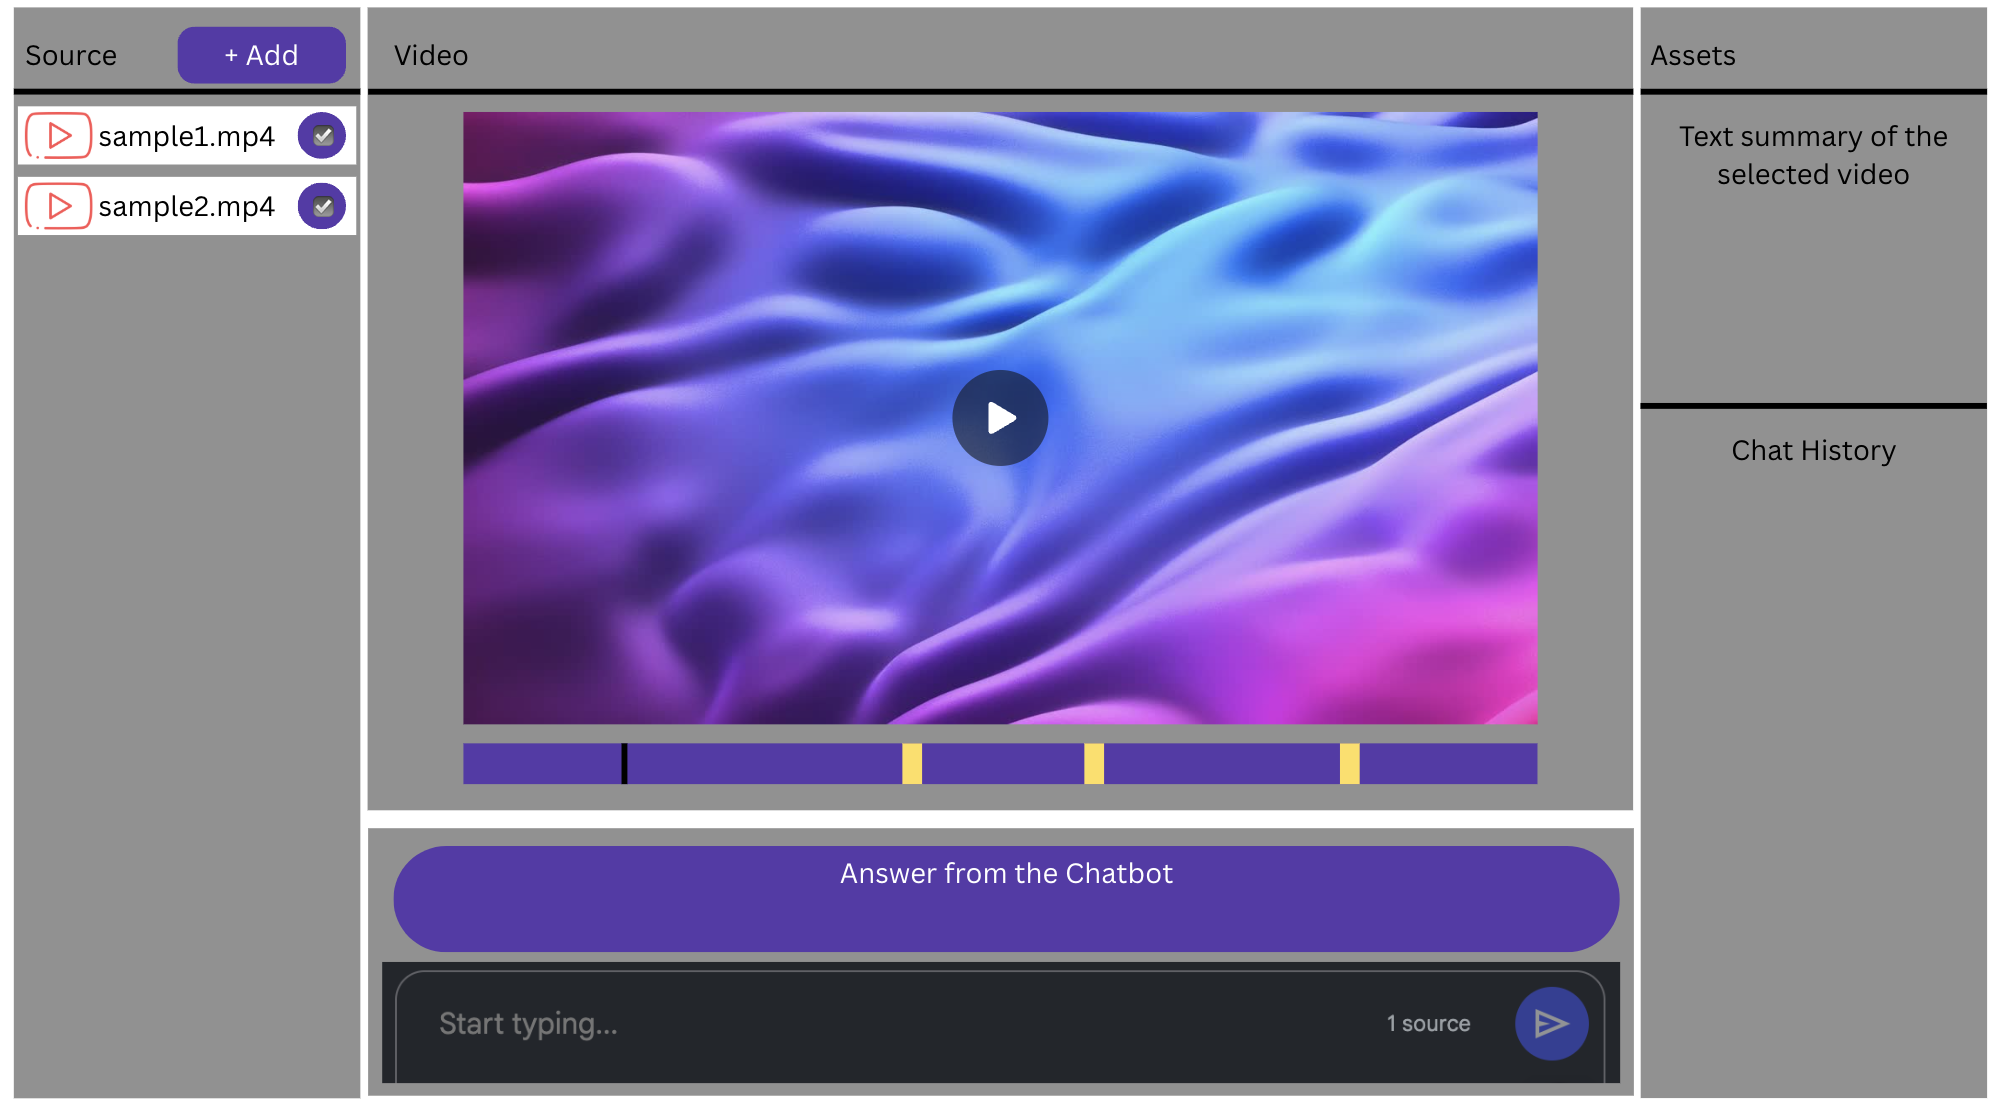 Source
+ Add
sample1.mp4
sample2.mp4
Video
Answer from the Chatbot
Start typing...
1 source
Assets
Text summary of the
selected video
Chat History